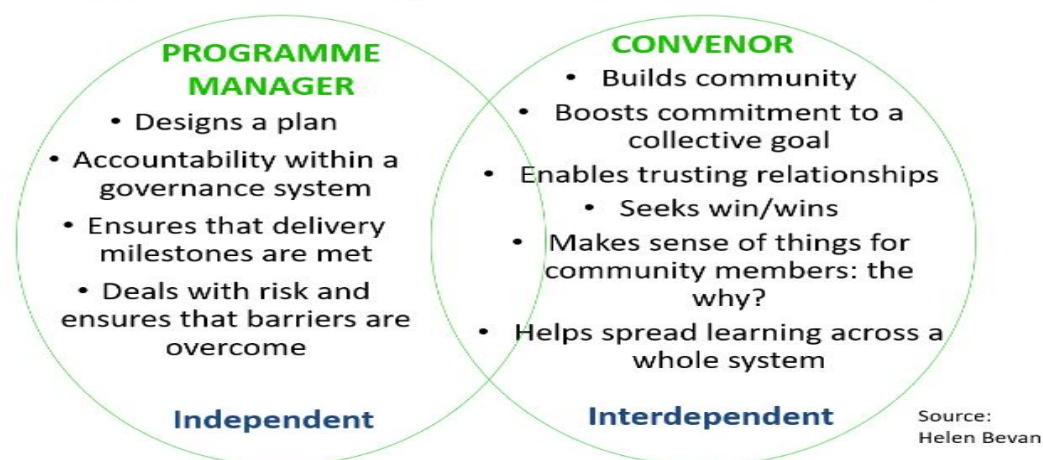 PROGRAMME
MANAGER
• Designs a plan
• Accountability within a
governance system
• Ensures that delivery
milestones are met
• Deals with risk and
ensures that barriers are
overcome
Independent
CONVENOR
• Builds community
• Boosts commitment to a
collective goal
• Enables trusting relationships
• Seeks win/wins
• Makes sense of things for
community members: the
why?
• Helps spread learning across a
whole system
Interdependent
Source:
Helen Bevan